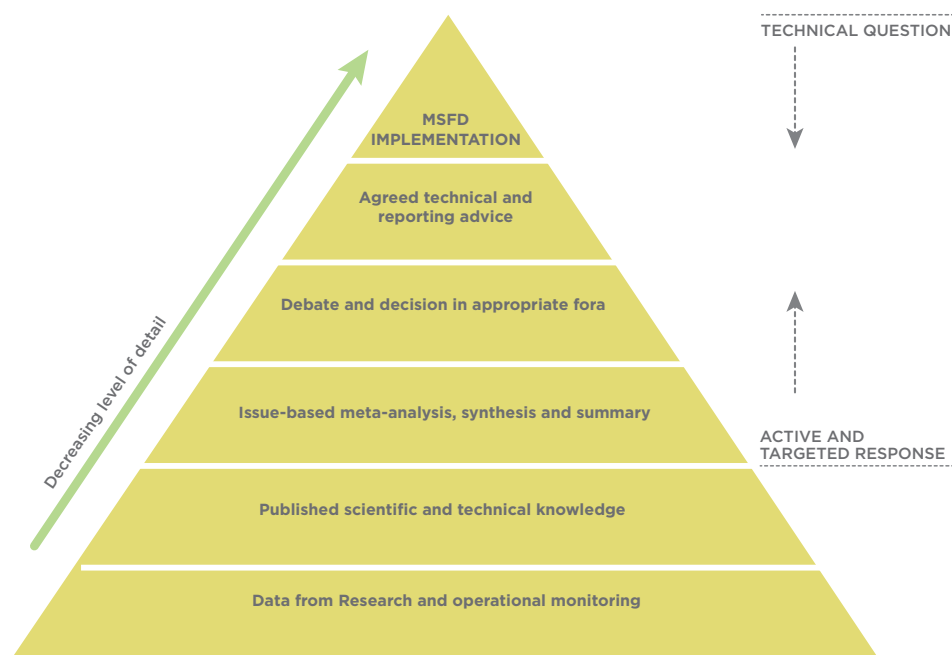 TECHNICAL QUESTION
MSFD
IMPLEMENTATION
Agreed technical and
reporting advice
Debate and decision in appropriate fora
Decreasing level of detail
Issue-based meta-analysis, synthesis and summary
ACTIVE AND
TARGETED RESPONSE
Published scientific and technical knowledge
Data from Research and operational monitoring